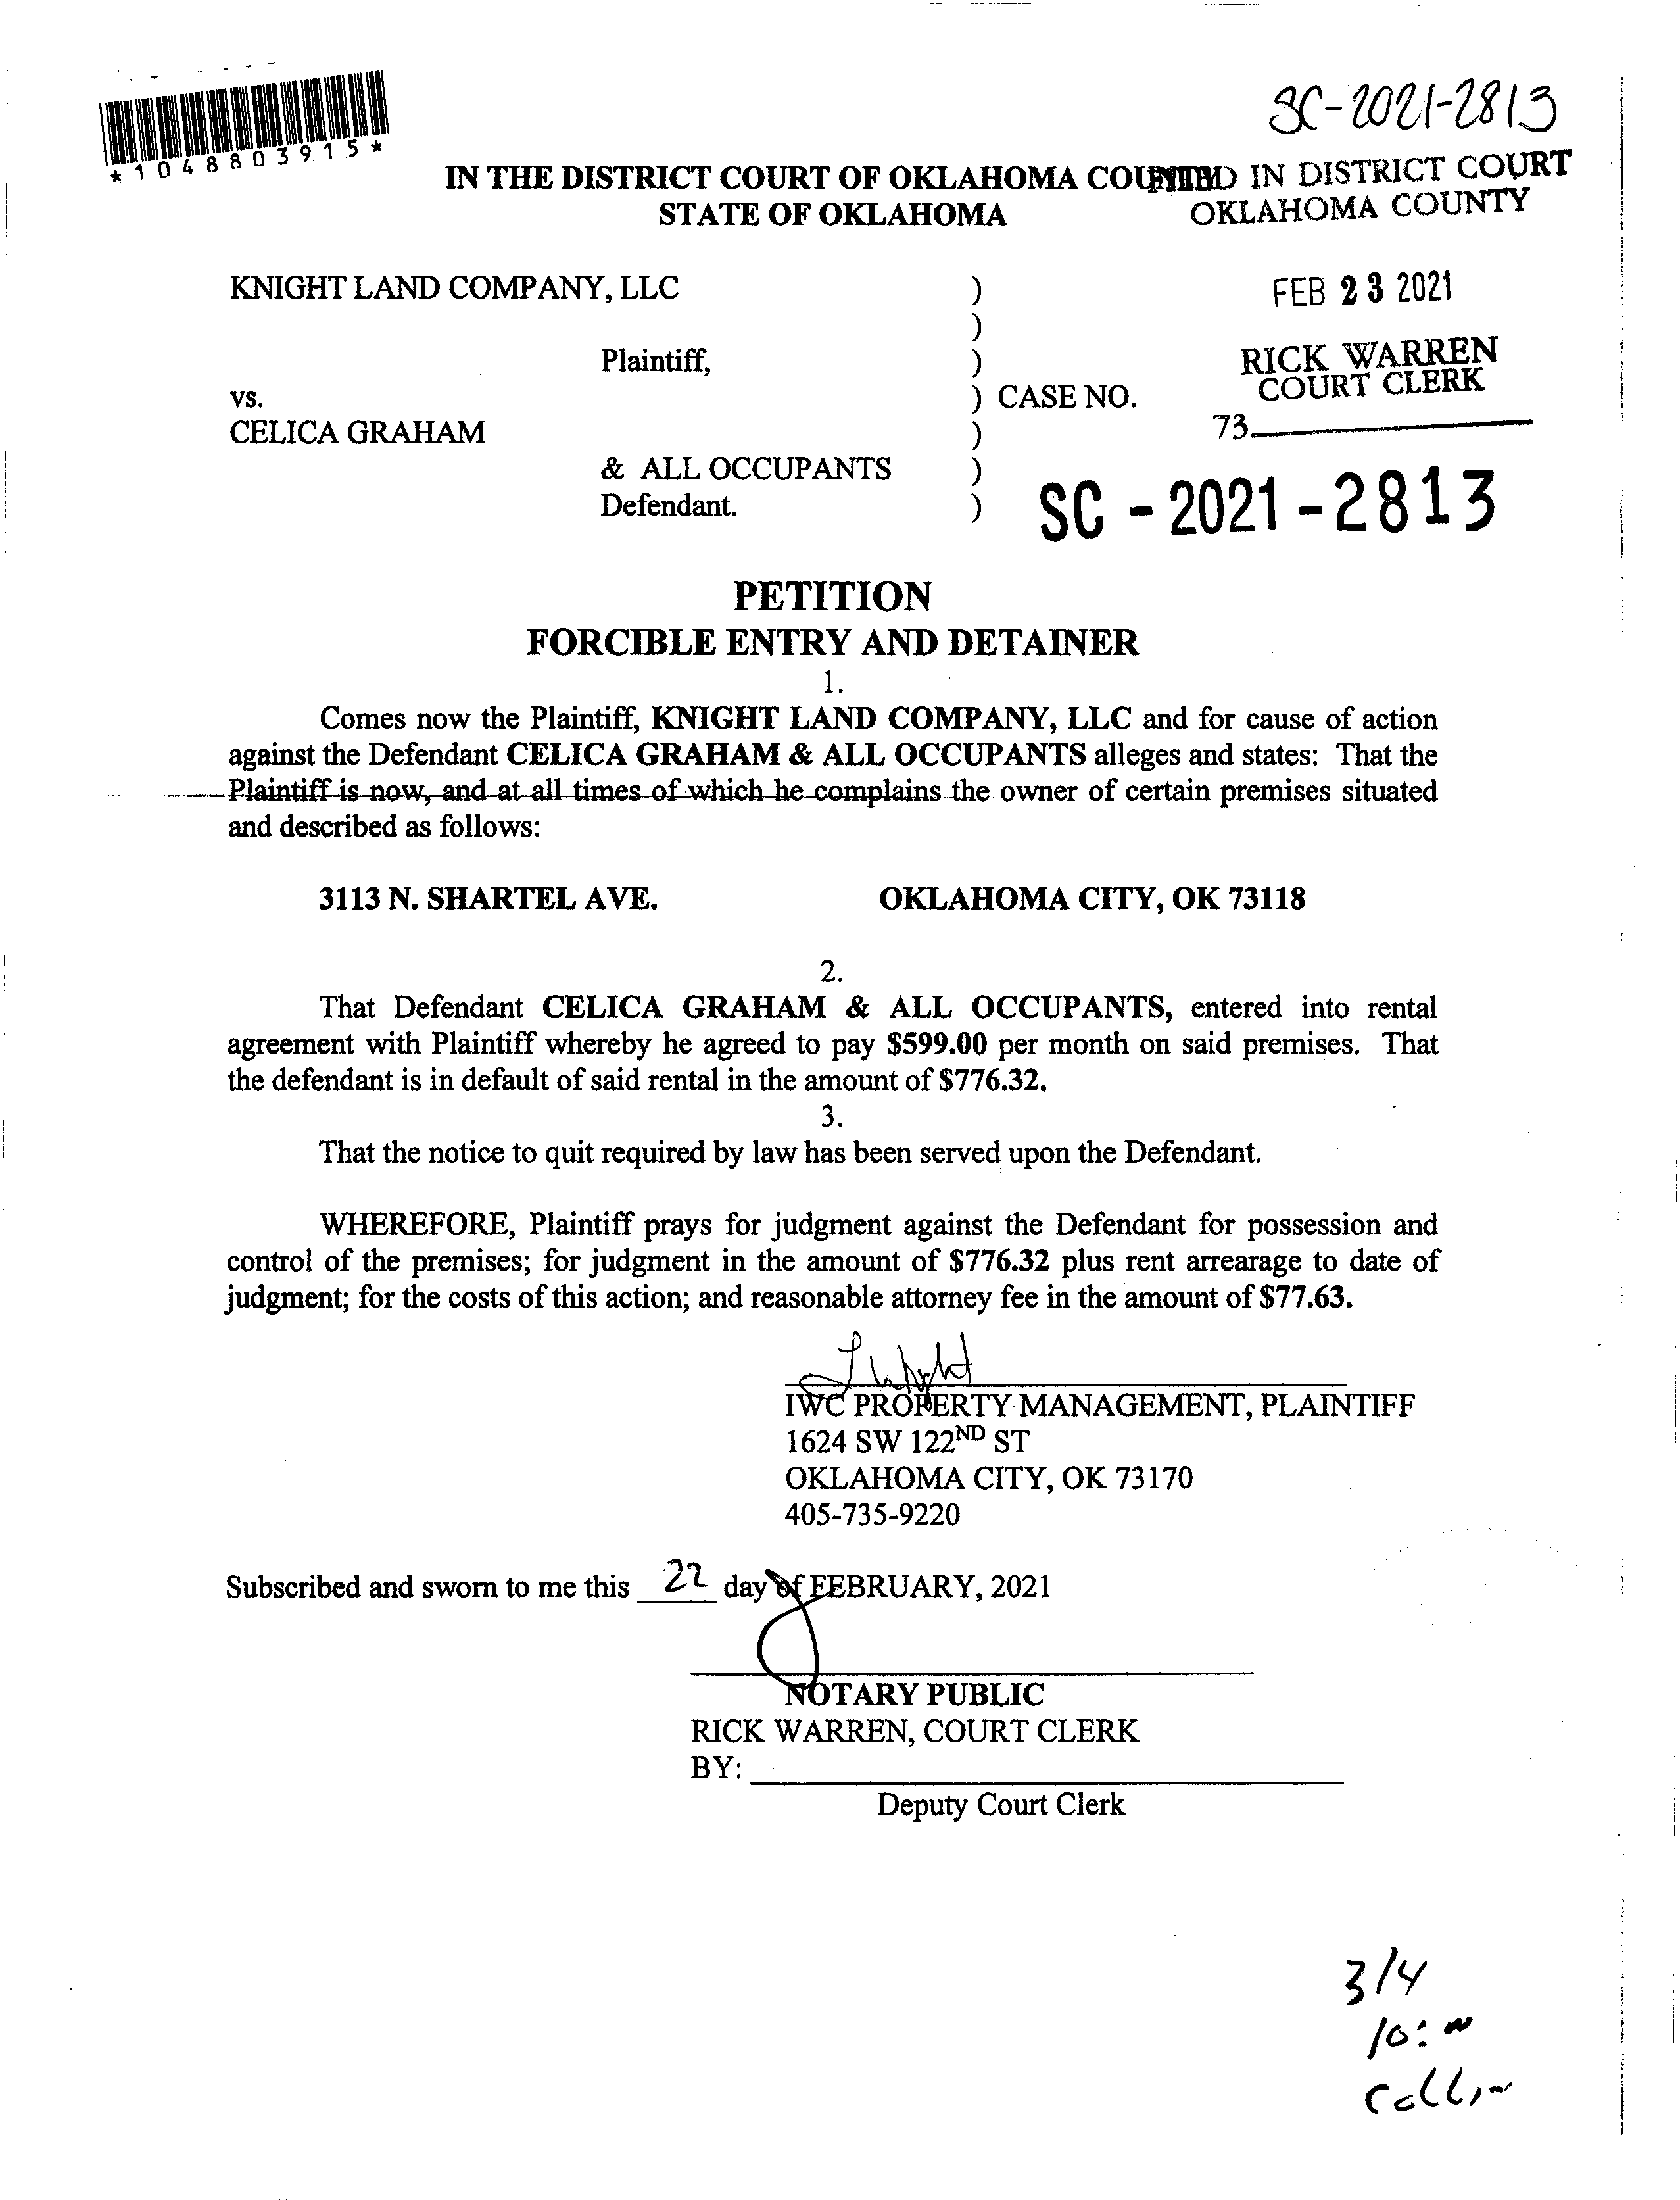 SC-2021-2813
*1048803915*
IN THE DISTRICT COURT OF OKLAHOMA IN DISTRICT COURT
STATE OF OKLAHOMA OKLAHOMA COUNTY
KNIGHT LAND COMPANY, LLC ) FEB 23 2021
)
Plaintiff, ) RICK WARREN
vs. ) CASE NO. COURT CLERK
CELICA GRAHAM ) 73
& ALL OCCUPANTS )
Defendant. ) SC - 2021 - 2813
PETITION
FORCIBLE ENTRY AND DETAINER
1.
Comes now the Plaintiff, KNIGHT LAND COMPANY, LLC and for cause of action
against the Defendant CELICA GRAHAM & ALL OCCUPANTS alleges and states: That the
Plaintiff is now, and at all times of which he complains the owner of certain premises situated
and described as follows:
3113 N. SHARTEL AVE. OKLAHOMA CITY, OK 73118
2.
That Defendant CELICA GRAHAM & ALL OCCUPANTS, entered into rental
agreement with Plaintiff whereby he agreed to pay $599.00 per month on said premises. That
the defendant is in default of said rental in the amount of $776.32.
3.
That the notice to quit required by law has been served upon the Defendant.
WHEREFORE, Plaintiff prays for judgment against the Defendant for possession and
control of the premises; for judgment in the amount of $776.32 plus rent arrearage to date of
judgment; for the costs of this action; and reasonable attorney fee in the amount of $77.63.
IWC PROPERTY MANAGEMENT, PLAINTIFF
1624 SW 122ND ST
OKLAHOMA CITY, OK 73170
405-735-9220
Subscribed and sworn to me this 22 day of FEBRUARY, 2021
NOTARY PUBLIC
RICK WARREN, COURT CLERK
BY:
Deputy Court Clerk
3/4